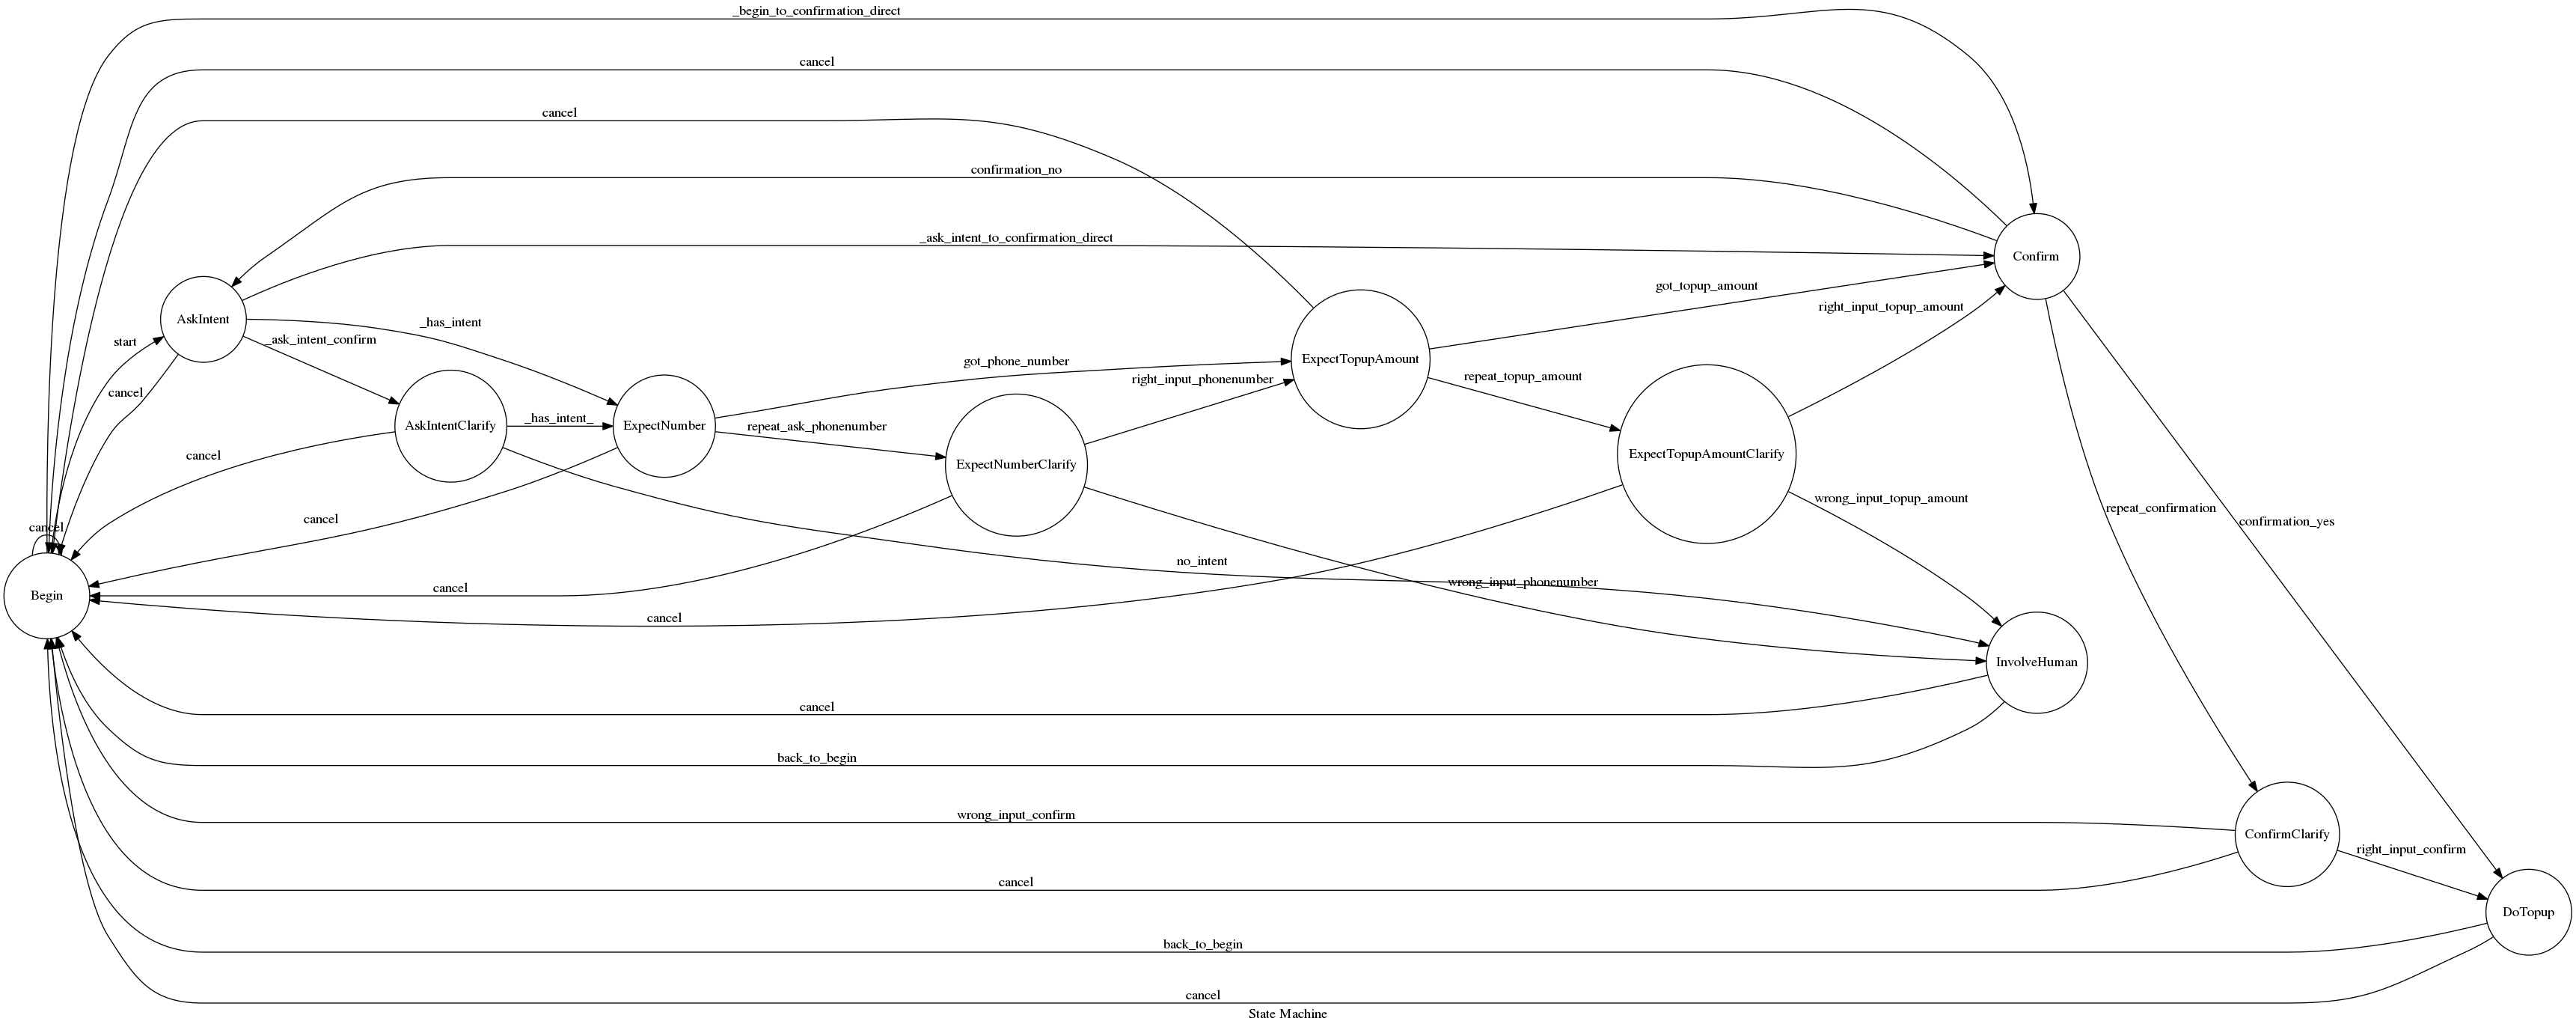 _begin_to_confirmation_direct
cancel
cancel
confirmation_no
_ask_intent_to_confirmation_direct
Confirm
got_topup_amount
right_input_topup_amount
AskIntent
_has_intent
start
_ask_intent_confirm
ExpectTopupAmount
got_phone_number
right_input_phonenumber
repeat_topup_amount
cancel
AskIntentClarify
_has_intent_
ExpectNumber
repeat_ask_phonenumber
ExpectNumberClarify
ExpectTopupAmountClarify
cancel
wrong_input_topup_amount
repeat_confirmation
confirmation_yes
cancel
cancel
no_intent
wrong_input_phonenumber
cancel
Begin
cancel
InvolveHuman
cancel
back_to_begin
wrong_input_confirm
ConfirmClarify
right_input_confirm
cancel
DoTopup
back_to_begin
cancel
State Machine